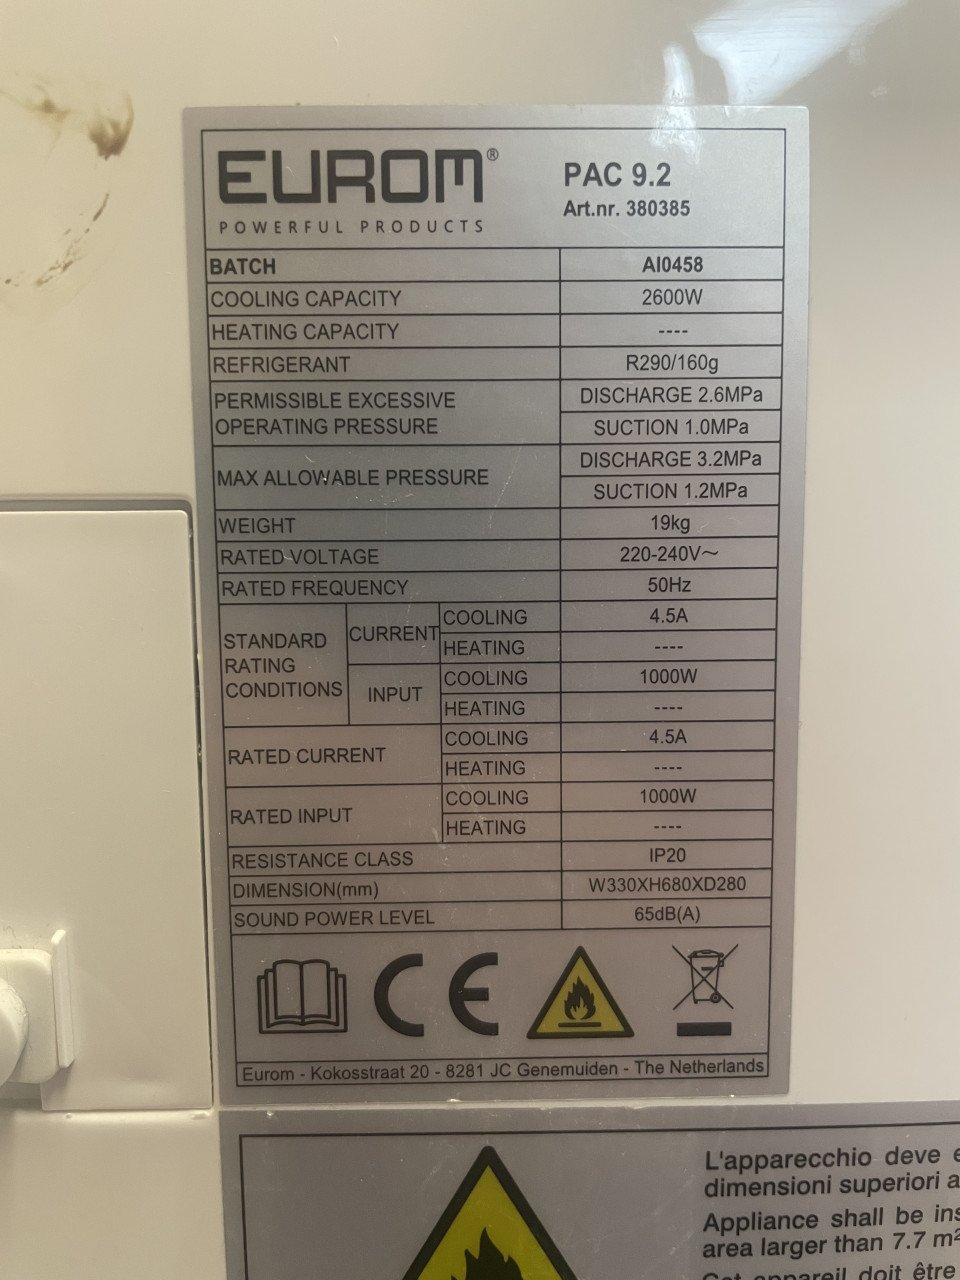 EUROM®
POWERFUL PRODUCTS
PAC 9.2
Art.nr. 380385
BATCH AI0458
COOLING CAPACITY 2600W
HEATING CAPACITY ----
REFRIGERANT R290/160g
PERMISSIBLE EXCESSIVE
OPERATING PRESSURE
DISCHARGE 2.6MPa
SUCTION 1.0MPa
MAX ALLOWABLE PRESSURE
DISCHARGE 3.2MPa
SUCTION 1.2MPa
WEIGHT 19kg
RATED VOLTAGE 220-240V~
RATED FREQUENCY 50Hz
STANDARD
RATING
CONDITIONS
CURRENT
COOLING 4.5A
HEATING ----
INPUT
COOLING 1000W
HEATING ----
RATED CURRENT
COOLING 4.5A
HEATING ----
RATED INPUT
COOLING 1000W
HEATING ----
RESISTANCE CLASS IP20
DIMENSION(mm) W330XH680XD280
SOUND POWER LEVEL 65dB(A)
CE
Eurom - Kokosstraat 20 - 8281 JC Genemuiden - The Netherlands
L'apparecchio deve
dimensioni superiori a
Appliance shall be ins
area larger than 7.7 m²
Cet appareil doit être